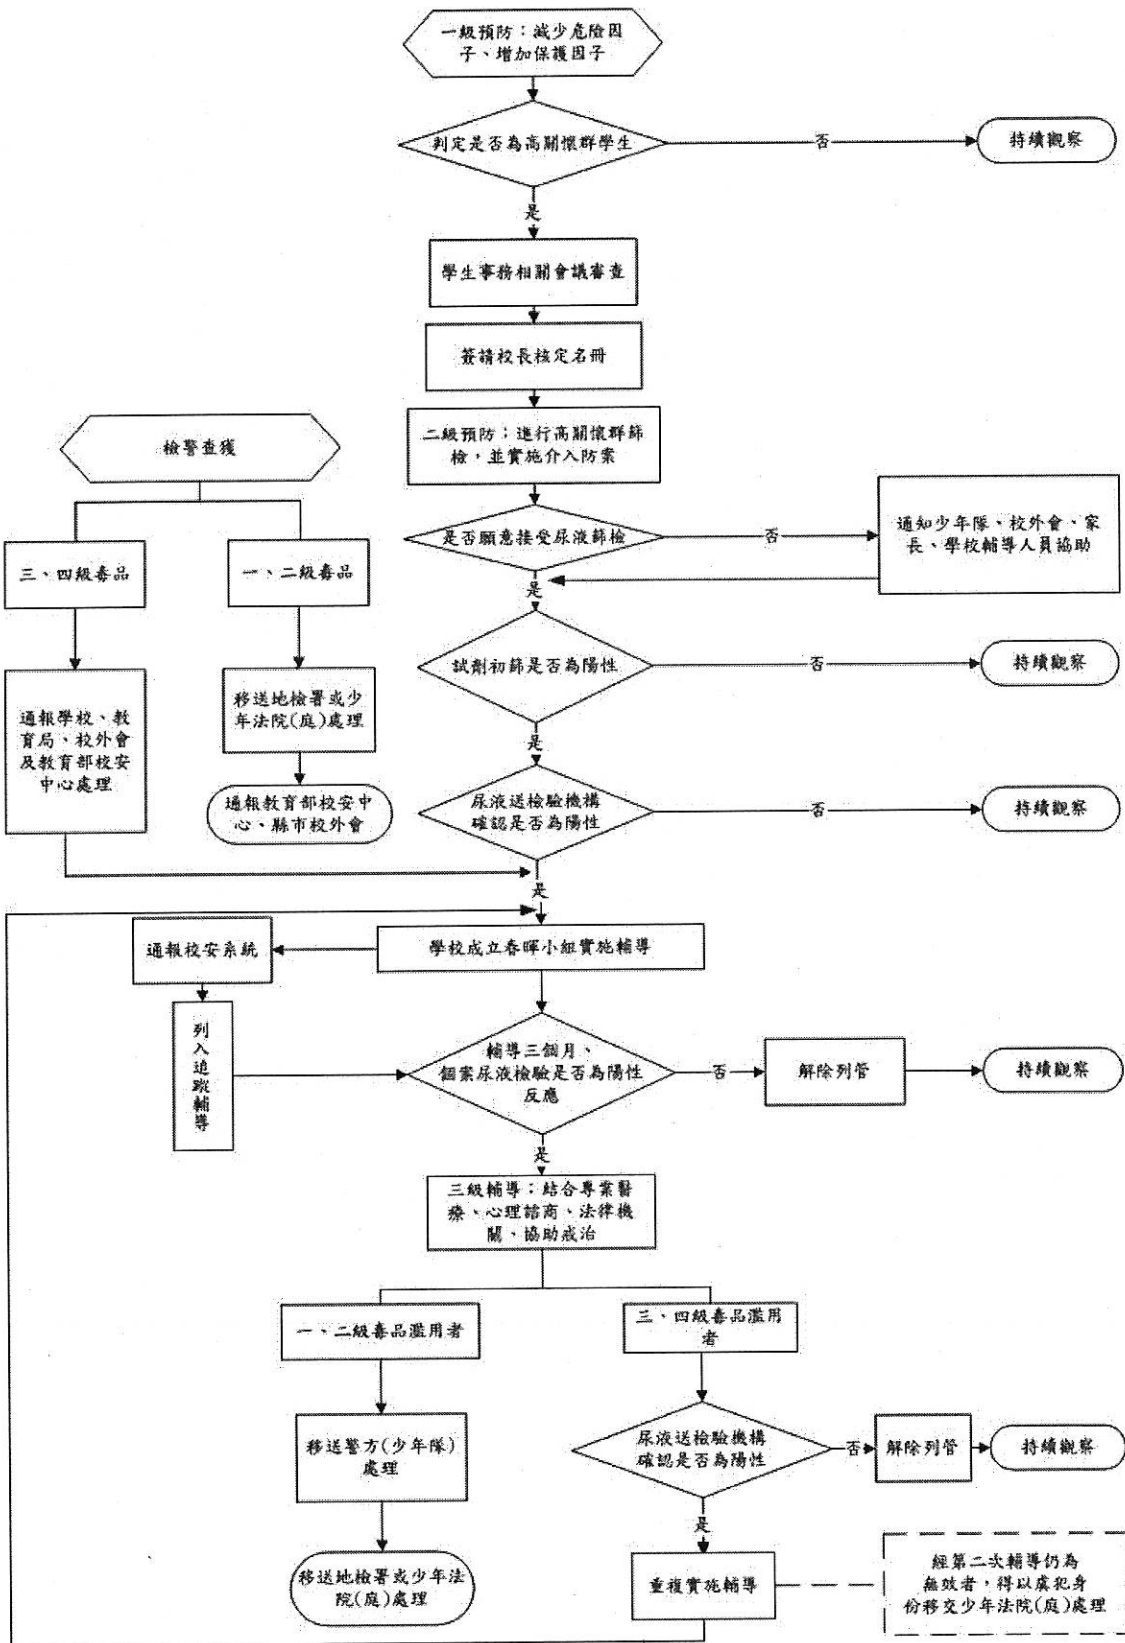 一級預防：減少危險因
子、增加保護因子
判定是否為高關懷群學生
否
持續觀察
是
學生事務相關會議審查
簽請校長核定名冊
二級預防：進行高關懷群篩
檢，並實施介入防案
檢警查獲
是否願意接受尿液篩檢
否
通知少年隊、校外會、家
長、學校輔導人員協助
三、四級毒品
一、二級毒品
是
試劑初篩是否為陽性
否
持續觀察
通報學校、教
育局、校外會
及教育部校安
中心處理
移送地檢署或少
年法院(庭)處理
是
通報教育部校安中
心、縣市校外會
尿液送檢驗機構
確認是否為陽性
否
持續觀察
是
通報校安系統
學校成立春暉小組實施輔導
列
入
追
蹤
輔
導
輔導三個月、
個案尿液檢驗是否為陽性
反應
否
解除列管
持續觀察
是
三級輔導：結合專業醫
療、心理諮商、法律機
關、協助戒治
一、二級毒品濫用者
三、四級毒品濫用
者
移送警方(少年隊)
處理
尿液送檢驗機構
確認是否為陽性
否
解除列管
持續觀察
是
移送地檢署或少年法
院(庭)處理
重複實施輔導
經第二次輔導仍為
無效者，得以虞犯身
份移交少年法院(庭)處理